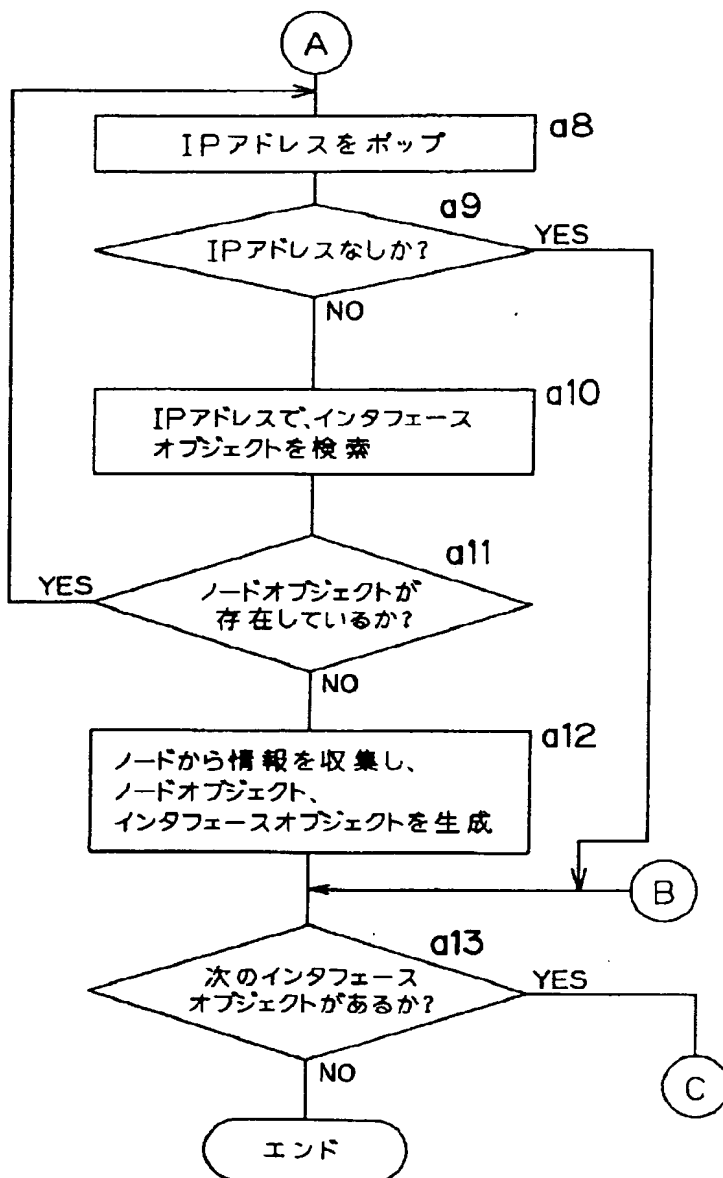 A
IPアドレスをポップ
a8
a9
IPアドレスなしか?
YES
NO
a10
IPアドレスで、インタフェース
オブジェクトを検索
a11
YES
ノードオブジェクトが
存在しているか?
NO
a12
ノードから情報を収集し、
ノードオブジェクト、
インタフェースオブジェクトを生成
B
a13
次のインタフェース
オブジェクトがあるか?
YES
NO
C
エンド